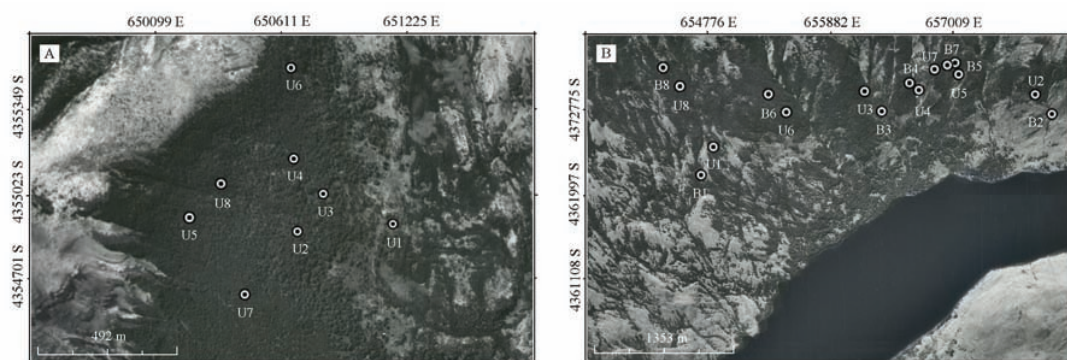 650099 E 650611 E 651225 E
A
4355349 S
4355023 S
4354701 S
U6
U4
U8
U3
U5
U2
U1
U7
492 m
654776 E 655882 E 657009 E
B
4372775 S
4361997 S
4361108 S
U7 B7
B4 B5
B8
U8
U5
U2
B6
U3
U4
U6
B3
B2
U1
B1
1353 m